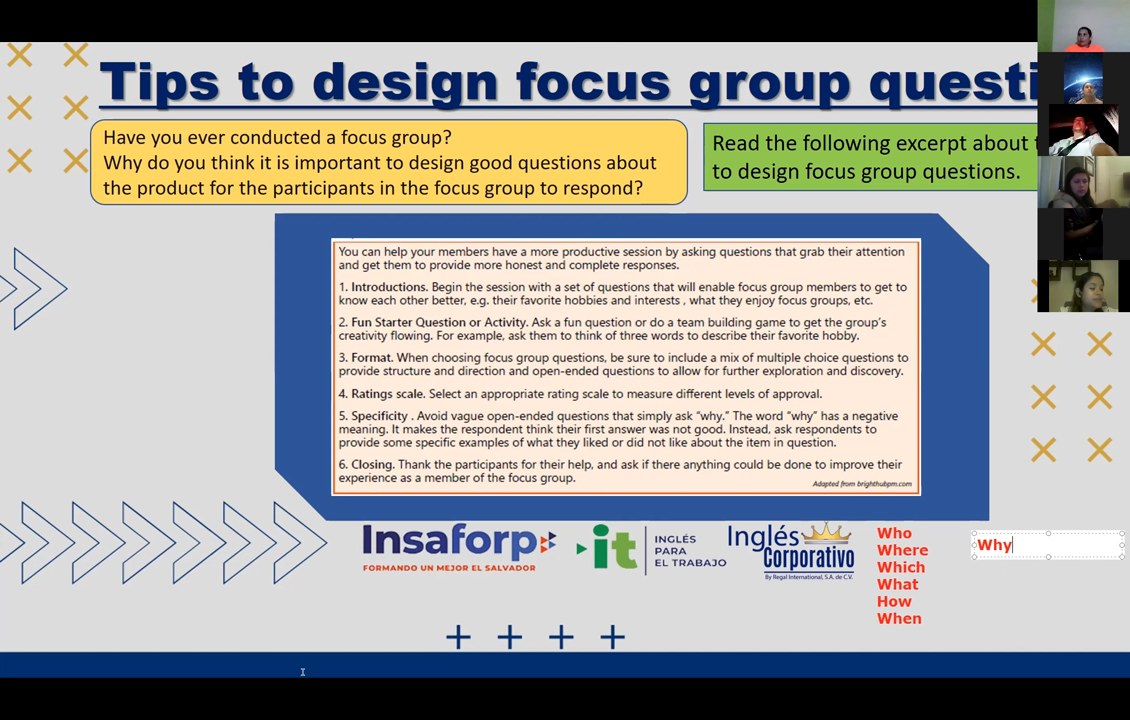 Tips to design focus group questi
Have you ever conducted a focus group?
Why do you think it is important to design good questions about
the product for the participants in the focus group to respond?
Read the following excerpt about
to design focus group questions.
You can help your members have a more productive session by asking questions that grab their attention
and get them to provide more honest and complete responses.
1. Introductions. Begin the session with a set of questions that will enable focus group members to get to
know each other better, e.g. their favorite hobbies and interests , what they enjoy focus groups, etc.
2. Fun Starter Question or Activity. Ask a fun question or do a team building game to get the group's
creativity flowing. For example, ask them to think of three words to describe their favorite hobby.
3. Format. When choosing focus group questions, be sure to include a mix of multiple choice questions to
provide structure and direction and open-ended questions to allow for further exploration and discovery.
4. Ratings scale. Select an appropriate rating scale to measure different levels of approval.
5. Specificity . Avoid vague open-ended questions that simply ask "why." The word "why" has a negative
meaning. It makes the respondent think their first answer was not good. Instead, ask respondents to
provide some specific examples of what they liked or did not like about the item in question.
6. Closing. Thank the participants for their help, and ask if there anything could be done to improve their
experience as a member of the focus group.
Adapted from brighthubpm.com
Insaforp
FORMANDO UN MEJOR EL SALVADOR
it
INGLÉS
PARA
EL TRABAJO
Inglés
Corporativo
By Regal International, S.A. de C.V.
Who
Where
Which
What
How
When
Why